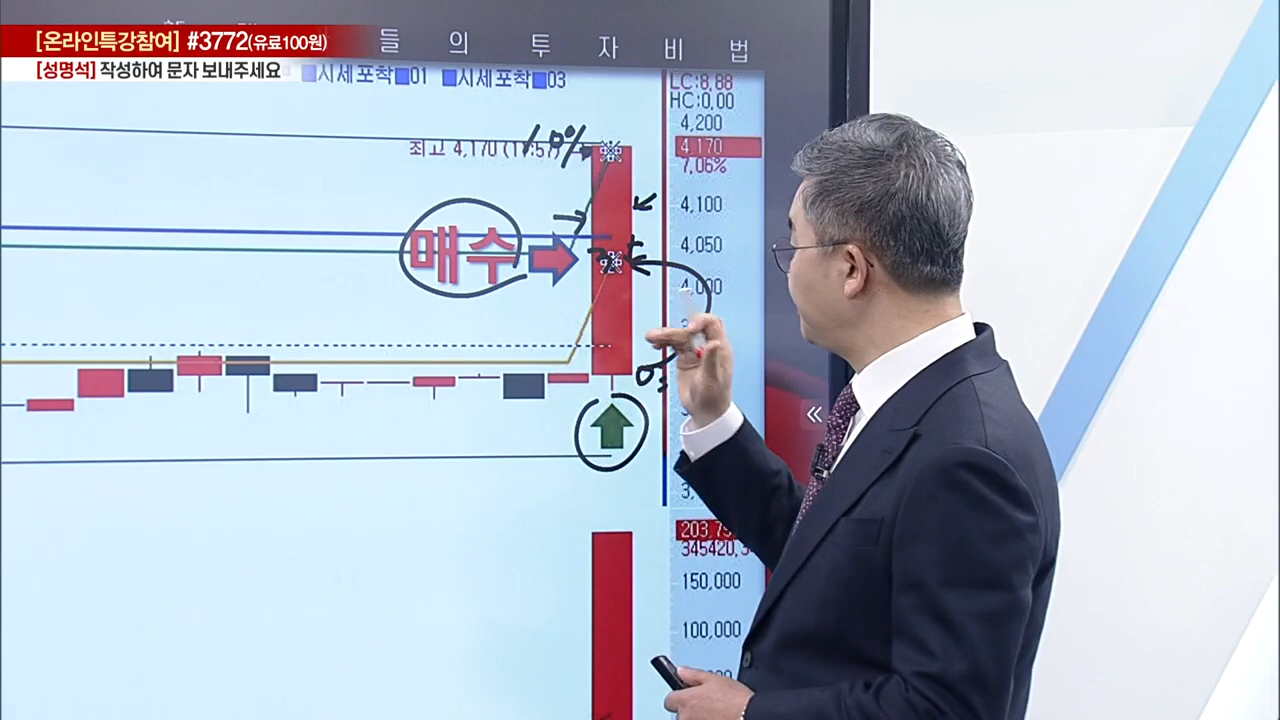 [온라인특강참여] #3772(유료100원)
[성명석] 작성하여 문자 보내주세요
들의 투자비법
시세포착 01 시세포착 03
LC:8,88
HC:0,00
4,200
최고 4,170 10%
4,170
7,06%
4,100
매수
4,050
4,000
203,75
345420,3
150,000
100,000